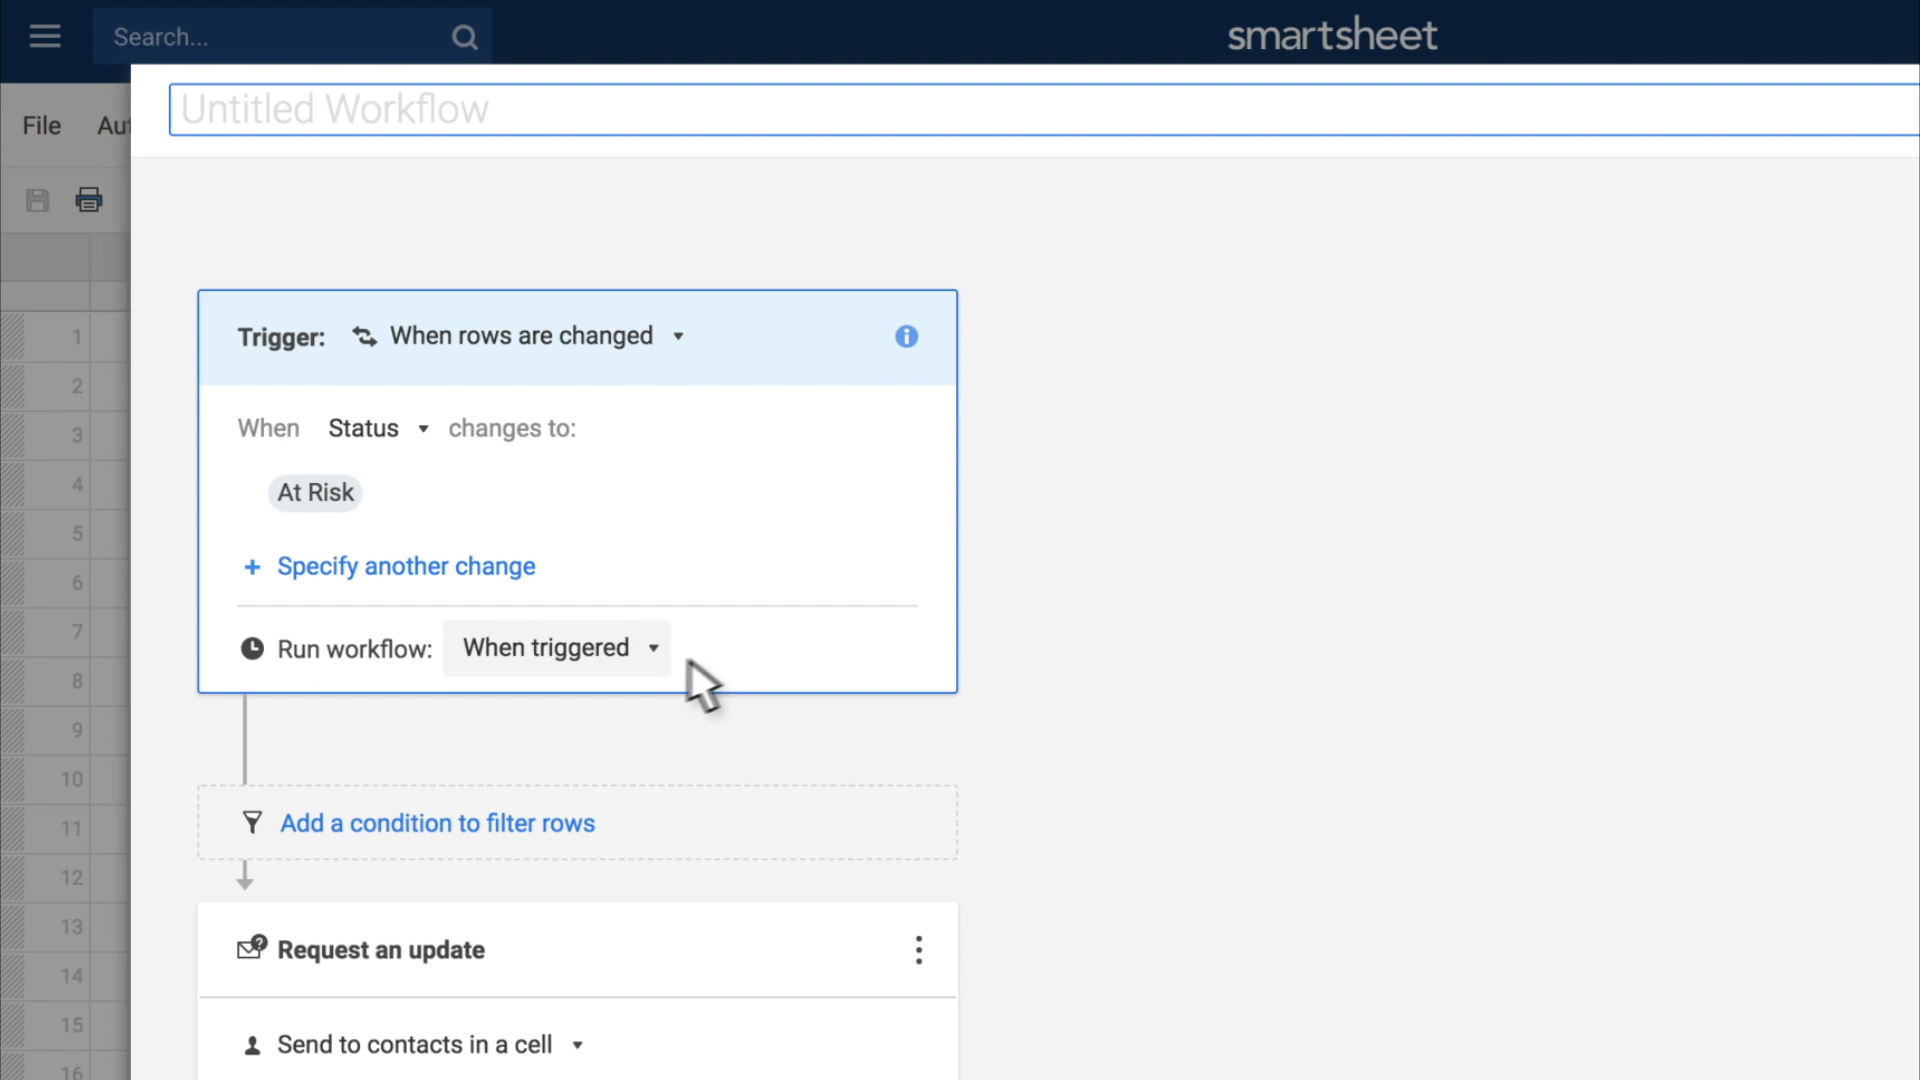 Search...
smartsheet
Untitled Workflow
File Aut
Trigger: When rows are changed
When Status changes to:
At Risk
+ Specify another change
Run workflow: When triggered
Add a condition to filter rows
Request an update
Send to contacts in a cell
1
2
3
4
5
6
7
8
9
10
11
12
13
14
15
16